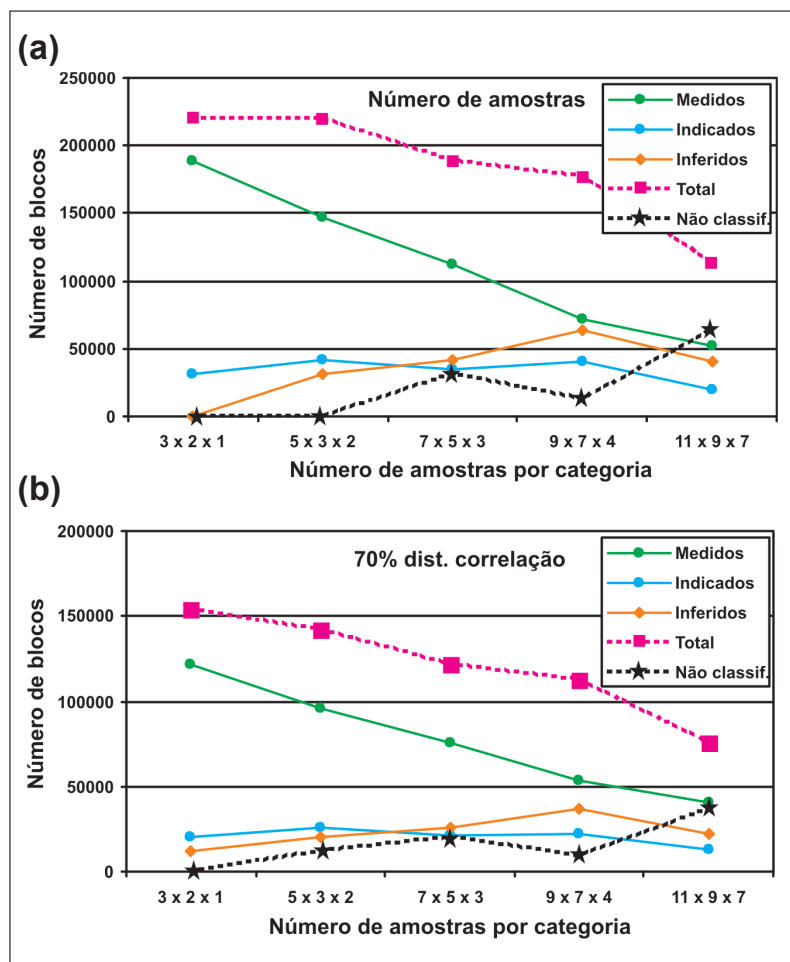 (a)
250000
200000
150000
100000
50000
0
Número de blocos
Número de amostras
Medidos
Indicados
Inferidos
Total
Não classif.
3 x 2 x 1
5 x 3 x 2
7 x 5 x 3
9 x 7 x 4
11 x 9 x 7
Número de amostras por categoria
(b)
200000
150000
100000
50000
0
Número de blocos
70% dist. correlação
Medidos
Indicados
Inferidos
Total
Não classif.
3 x 2 x 1
5 x 3 x 2
7 x 5 x 3
9 x 7 x 4
11 x 9 x 7
Número de amostras por categoria